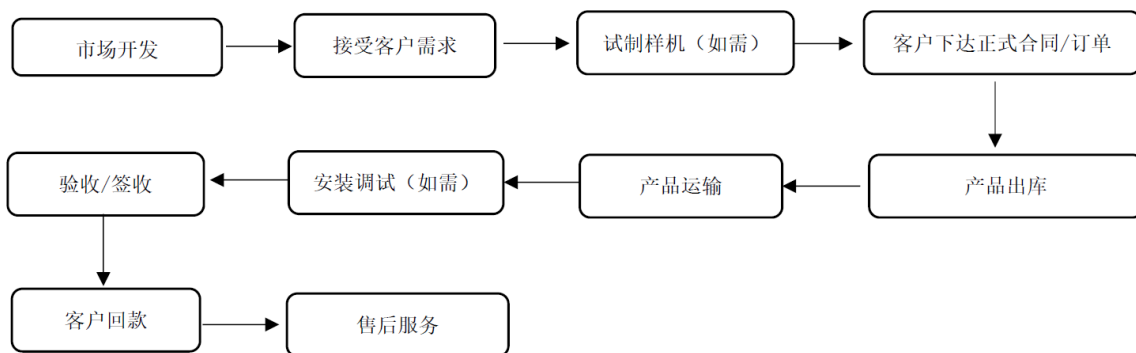 市场开发
接受客户需求
试制样机（如需）
客户下达正式合同/订单
产品出库
产品运输
安装调试（如需）
验收/签收
客户回款
售后服务